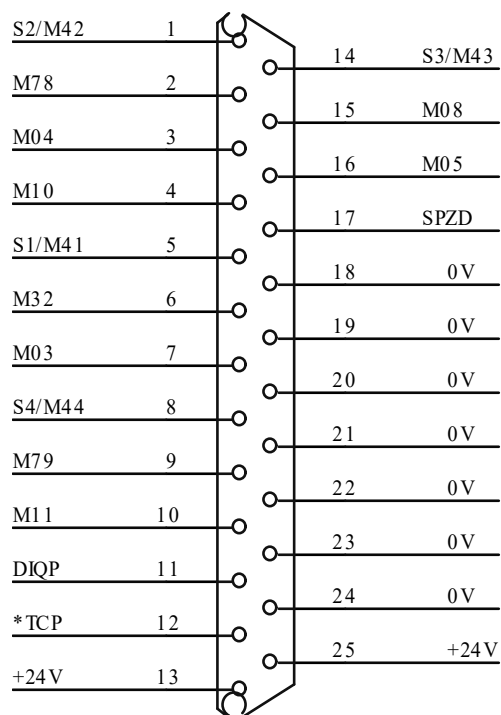 S2/M42 1
14 S3/M43
M78 2
15 M08
M04 3
16 M05
M10 4
17 SPZD
S1/M41 5
18 0V
M32 6
19 0V
M03 7
20 0V
S4/M44 8
21 0V
M79 9
22 0V
M11 10
23 0V
DIQP 11
24 0V
*TCP 12
25 +24V
+24V 13